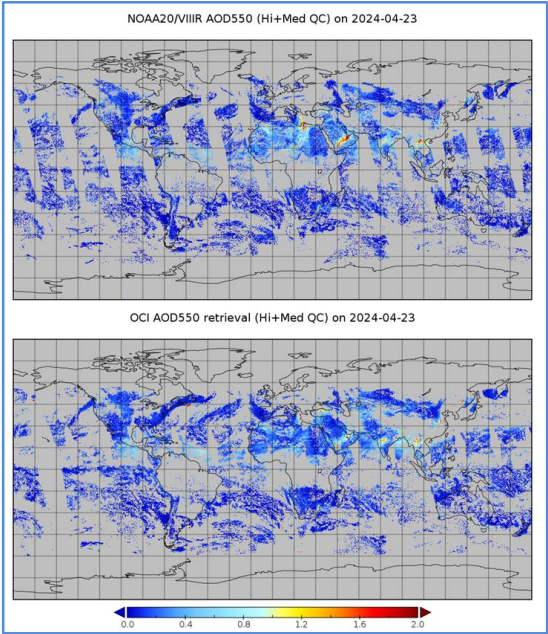 NOAA20/VIIIR AOD550 (Hi+Med QC) on 2024-04-23
OCI AOD550 retrieval (Hi+Med QC) on 2024-04-23
0.0 0.4 0.8 1.2 1.6 2.0